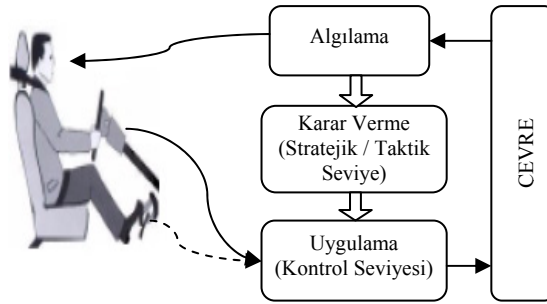 Algılama
Karar Verme
(Stratejik / Taktik
Seviye)
Uygulama
(Kontrol Seviyesi)
CEVRE